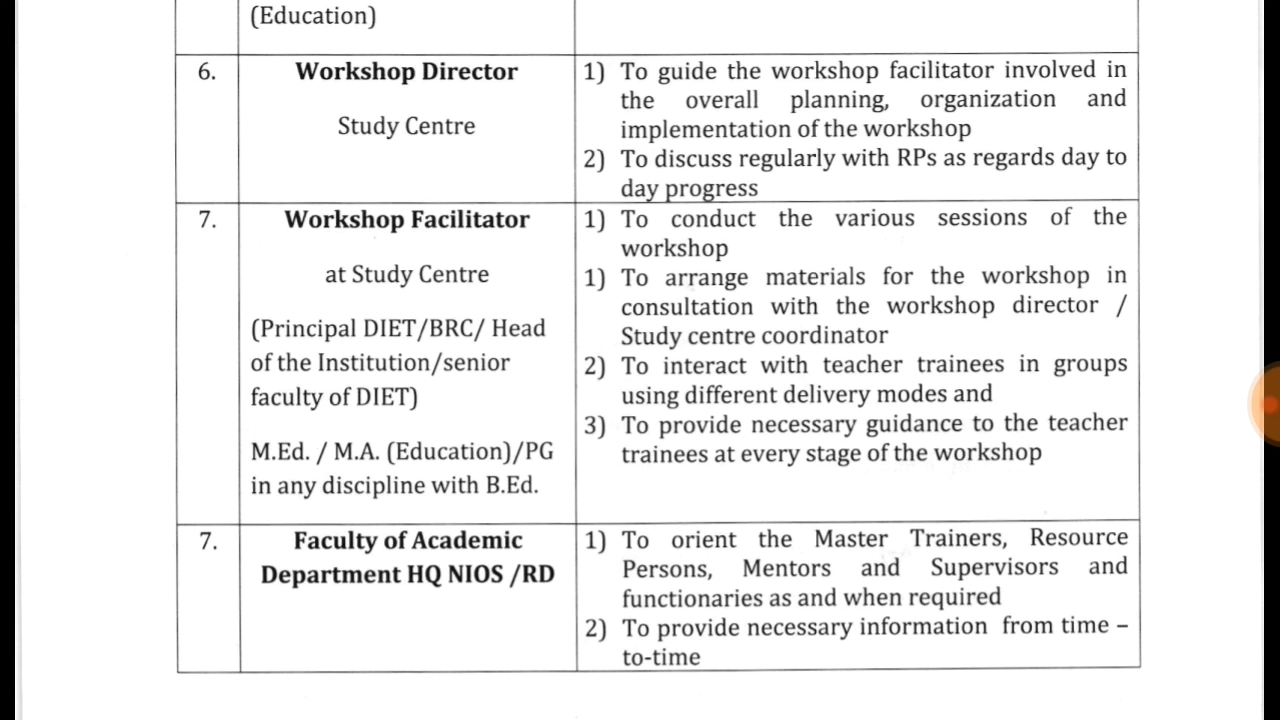 (Education)
6.
Workshop Director
Study Centre
1) To guide the workshop facilitator involved in
the overall planning, organization and
implementation of the workshop
2) To discuss regularly with RPs as regards day to
day progress
7.
Workshop Facilitator
at Study Centre
(Principal DIET/BRC/ Head
of the Institution/senior
faculty of DIET)
M.Ed. / M.A. (Education)/PG
in any discipline with B.Ed.
1) To conduct the various sessions of the
workshop
1) To arrange materials for the workshop in
consultation with the workshop director /
Study centre coordinator
2) To interact with teacher trainees in groups
using different delivery modes and
3) To provide necessary guidance to the teacher
trainees at every stage of the workshop
7.
Faculty of Academic
Department HQ NIOS /RD
1) To orient the Master Trainers, Resource
Persons, Mentors and Supervisors and
functionaries as and when required
2) To provide necessary information from time –
to-time